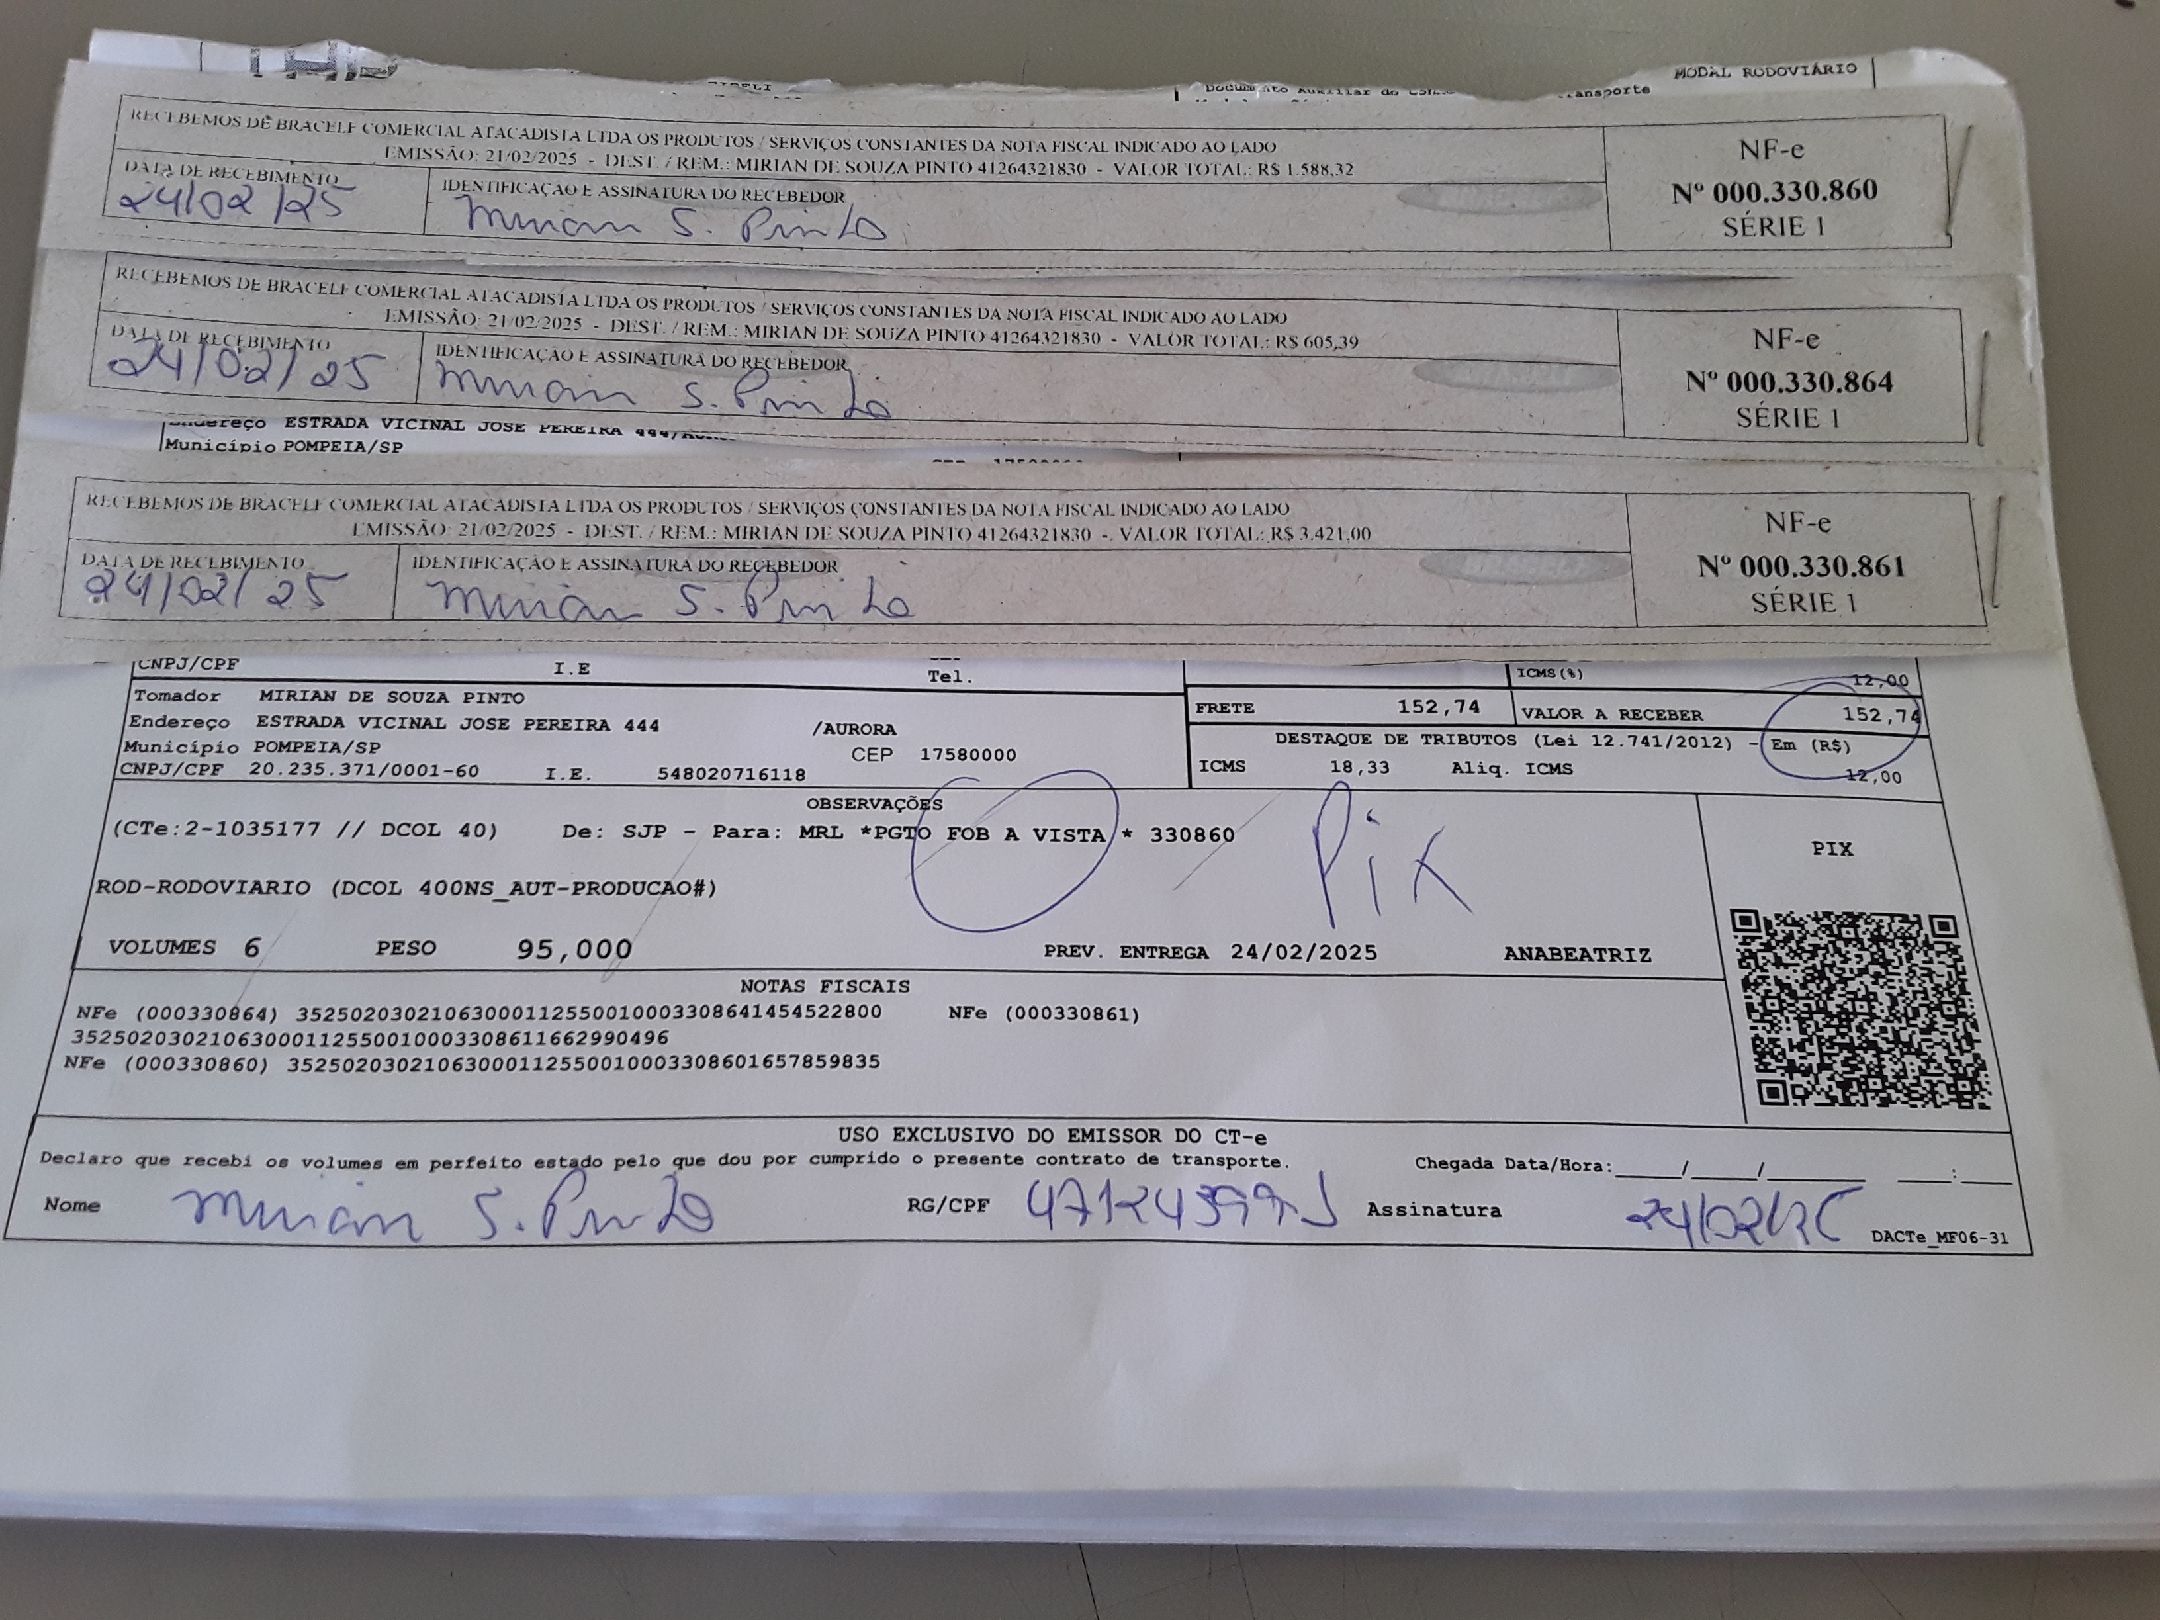 MODAL RODOVIÁRIO
RECEBEMOS DE BRACELF COMERCIAL ATACADISTA LTDA OS PRODUTOS / SERVIÇOS CONSTANTES DA NOTA FISCAL INDICADO AO LADO
EMISSÃO: 21/02/2025 - DEST. / REM.: MIRIAN DE SOUZA PINTO 41264321830 - VALOR TOTAL: R$ 1.588,32
DATA DE RECEBIMENTO
24/02/25
IDENTIFICAÇÃO E ASSINATURA DO RECEBEDOR
Mirian S. Pinto
NF-e
Nº 000.330.860
SÉRIE 1
RECEBEMOS DE BRACELF COMERCIAL ATACADISTA LTDA OS PRODUTOS / SERVIÇOS CONSTANTES DA NOTA FISCAL INDICADO AO LADO
EMISSÃO: 21/02/2025 - DEST. / REM.: MIRIAN DE SOUZA PINTO 41264321830 - VALOR TOTAL: R$ 605,39
DATA DE RECEBIMENTO
24/02/25
IDENTIFICAÇÃO E ASSINATURA DO RECEBEDOR
Mirian S. Pinto
NF-e
Nº 000.330.864
SÉRIE 1
Endereço ESTRADA VICINAL JOSE PEREIRA 444
Município POMPEIA/SP
RECEBEMOS DE BRACELF COMERCIAL ATACADISTA LTDA OS PRODUTOS / SERVIÇOS CONSTANTES DA NOTA FISCAL INDICADO AO LADO
EMISSÃO: 21/02/2025 - DEST. / REM.: MIRIAN DE SOUZA PINTO 41264321830 -. VALOR TOTAL: R$ 3.421,00
DATA DE RECEBIMENTO
24/02/25
IDENTIFICAÇÃO E ASSINATURA DO RECEBEDOR
Mirian S. Pinto
NF-e
Nº 000.330.861
SÉRIE 1
CNPJ/CPF I.E Tel.
ICMS(%) 12,00
Tomador MIRIAN DE SOUZA PINTO
Endereço ESTRADA VICINAL JOSE PEREIRA 444 /AURORA
Município POMPEIA/SP CEP 17580000
CNPJ/CPF 20.235.371/0001-60 I.E. 548020716118
FRETE 152,74 VALOR A RECEBER 152,74
DESTAQUE DE TRIBUTOS (Lei 12.741/2012) - Em (R$)
ICMS 18,33 Aliq. ICMS 12,00
OBSERVAÇÕES
(CTe:2-1035177 // DCOL 40) De: SJP - Para: MRL *PGTO FOB A VISTA * 330860
Pix
ROD-RODOVIARIO (DCOL 400NS_AUT-PRODUCAO#)
VOLUMES 6 PESO 95,000 PREV. ENTREGA 24/02/2025 ANABEATRIZ
PIX
NOTAS FISCAIS
NFe (000330864) 35250203021063000112550010003308641454522800 NFe (000330861)
35250203021063000112550010003308611662990496
NFe (000330860) 35250203021063000112550010003308601657859835
USO EXCLUSIVO DO EMISSOR DO CT-e
Declaro que recebi os volumes em perfeito estado pelo que dou por cumprido o presente contrato de transporte. Chegada Data/Hora:____/____/______ __:__
Nome Mirian S. Pinto RG/CPF Assinatura 24/02/25
DACTe_MF06-31